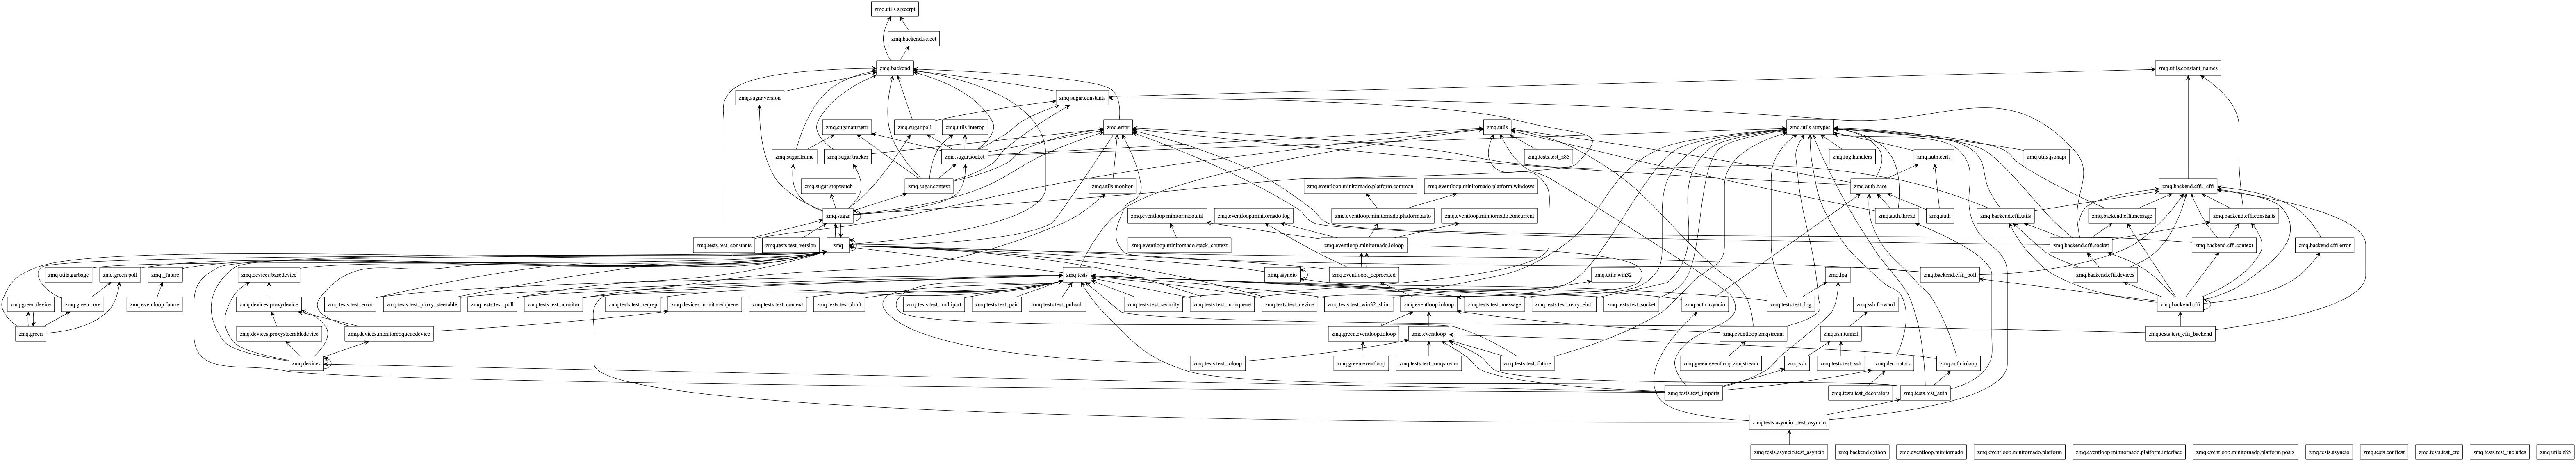 zmq.utils.sixcerpt
zmq.backend.select
zmq.backend
zmq.utils.constant_names
zmq.sugar.version
zmq.sugar.constants
zmq.sugar.attrsettr
zmq.sugar.poll
zmq.utils.interop
zmq.error
zmq.utils
zmq.utils.strtypes
zmq.sugar.frame
zmq.sugar.tracker
zmq.sugar.socket
zmq.tests.test_z85
zmq.log.handlers
zmq.auth.certs
zmq.utils.jsonapi
zmq.sugar.stopwatch
zmq.sugar.context
zmq.utils.monitor
zmq.eventloop.minitornado.platform.common
zmq.eventloop.minitornado.platform.windows
zmq.auth.base
zmq.backend.cffi._cffi
zmq.sugar
zmq.eventloop.minitornado.util
zmq.eventloop.minitornado.log
zmq.eventloop.minitornado.platform.auto
zmq.eventloop.minitornado.concurrent
zmq.auth.thread
zmq.auth
zmq.backend.cffi.utils
zmq.backend.cffi.message
zmq.backend.cffi.constants
zmq.tests.test_constants
zmq.tests.test_version
zmq
zmq.eventloop.minitornado.stack_context
zmq.eventloop.minitornado.ioloop
zmq.backend.cffi.socket
zmq.backend.cffi.context
zmq.backend.cffi.error
zmq.utils.garbage
zmq.green.poll
zmq._future
zmq.devices.basedevice
zmq.tests
zmq.asyncio
zmq.eventloop._deprecated
zmq.utils.win32
zmq.log
zmq.backend.cffi._poll
zmq.backend.cffi.devices
zmq.green.device
zmq.green.core
zmq.eventloop.future
zmq.devices.proxydevice
zmq.tests.test_error
zmq.tests.test_proxy_steerable
zmq.tests.test_poll
zmq.tests.test_monitor
zmq.tests.test_reqrep
zmq.devices.monitoredqueue
zmq.tests.test_context
zmq.tests.test_draft
zmq.tests.test_multipart
zmq.tests.test_pair
zmq.tests.test_pubsub
zmq.tests.test_security
zmq.tests.test_monqueue
zmq.tests.test_device
zmq.tests.test_win32_shim
zmq.eventloop.ioloop
zmq.tests.test_message
zmq.tests.test_retry_eintr
zmq.tests.test_socket
zmq.auth.asyncio
zmq.tests.test_log
zmq.ssh.forward
zmq.backend.cffi
zmq.green
zmq.devices.proxysteerabledevice
zmq.devices.monitoredqueuedevice
zmq.green.eventloop.ioloop
zmq.eventloop
zmq.eventloop.zmqstream
zmq.ssh.tunnel
zmq.tests.test_cffi_backend
zmq.devices
zmq.tests.test_ioloop
zmq.green.eventloop
zmq.tests.test_zmqstream
zmq.tests.test_future
zmq.green.eventloop.zmqstream
zmq.ssh
zmq.tests.test_ssh
zmq.decorators
zmq.auth.ioloop
zmq.tests.test_imports
zmq.tests.test_decorators
zmq.tests.test_auth
zmq.tests.asyncio._test_asyncio
zmq.tests.asyncio.test_asyncio
zmq.backend.cython
zmq.eventloop.minitornado
zmq.eventloop.minitornado.platform
zmq.eventloop.minitornado.platform.interface
zmq.eventloop.minitornado.platform.posix
zmq.tests.asyncio
zmq.tests.conftest
zmq.tests.test_etc
zmq.tests.test_includes
zmq.utils.z85